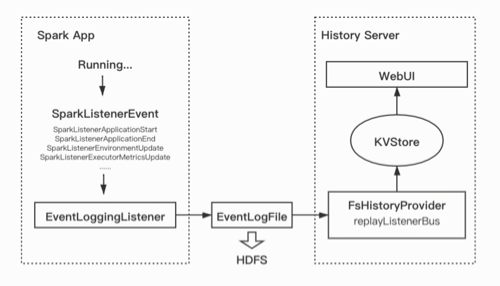 Spark App
Running...
SparkListenerEvent
SparkListenerApplicationStart
SparkListenerApplicationEnd
SparkListenerEnvironmentUpdate
SparkListenerExecutorMetricsUpdate
......
EventLoggingListener
EventLogFile
HDFS
History Server
WebUI
KVStore
FsHistoryProvider
replayListenerBus